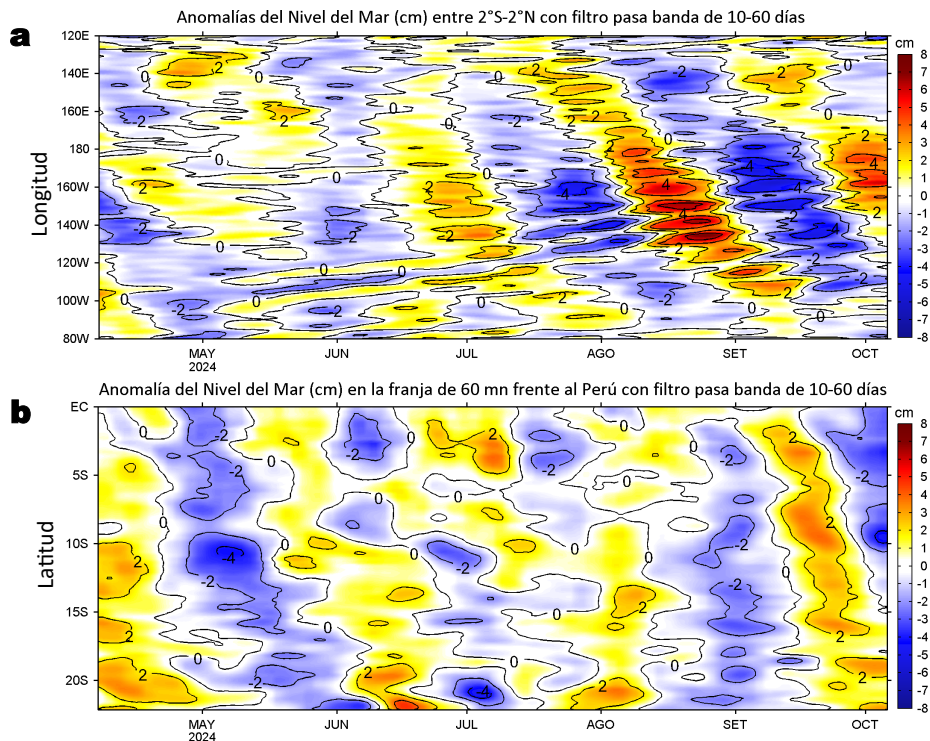 a
Anomalías del Nivel del Mar (cm) entre 2°S-2°N con filtro pasa banda de 10-60 días
Longitud
120E
140E
160E
180
160W
140W
120W
100W
80W
MAY
2024
JUN
JUL
AGO
SET
OCT
cm
8
7
6
5
4
3
2
1
0
-1
-2
-3
-4
-5
-6
-7
-8
b
Anomalía del Nivel del Mar (cm) en la franja de 60 mn frente al Perú con filtro pasa banda de 10-60 días
Latitud
EC
5S
10S
15S
20S
MAY
2024
JUN
JUL
AGO
SET
OCT
cm
8
7
6
5
4
3
2
1
0
-1
-2
-3
-4
-5
-6
-7
-8